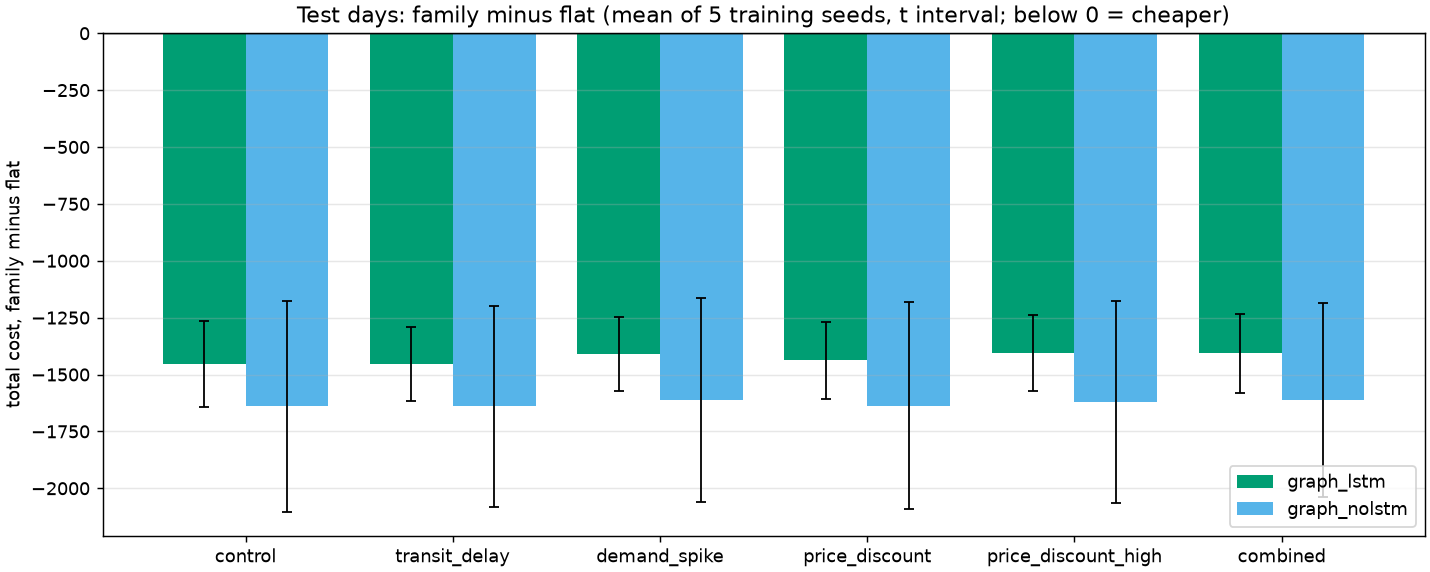 Test days: family minus flat (mean of 5 training seeds, t interval; below 0 = cheaper)
total cost, family minus flat
0
−250
−500
−750
−1000
−1250
−1500
−1750
−2000
control
transit_delay
demand_spike
price_discount
price_discount_high
combined
graph_lstm
graph_nolstm